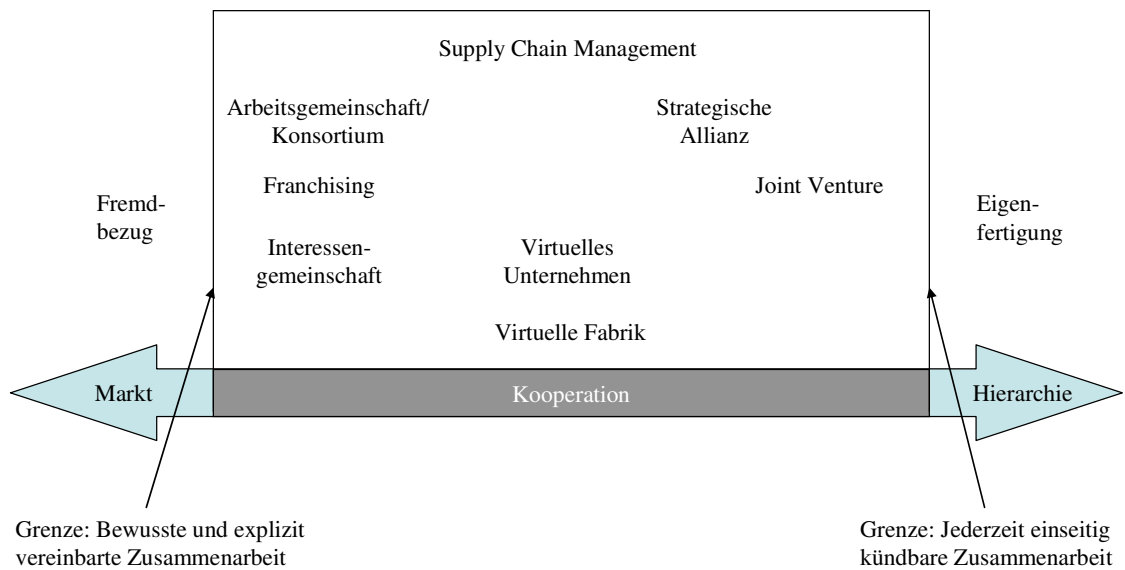 Supply Chain Management
Arbeitsgemeinschaft/
Konsortium
Strategische
Allianz
Franchising
Joint Venture
Fremd-
bezug
Eigen-
fertigung
Interessen-
gemeinschaft
Virtuelles
Unternehmen
Virtuelle Fabrik
Markt
Kooperation
Hierarchie
Grenze: Bewusste und explizit
vereinbarte Zusammenarbeit
Grenze: Jederzeit einseitig
kündbare Zusammenarbeit